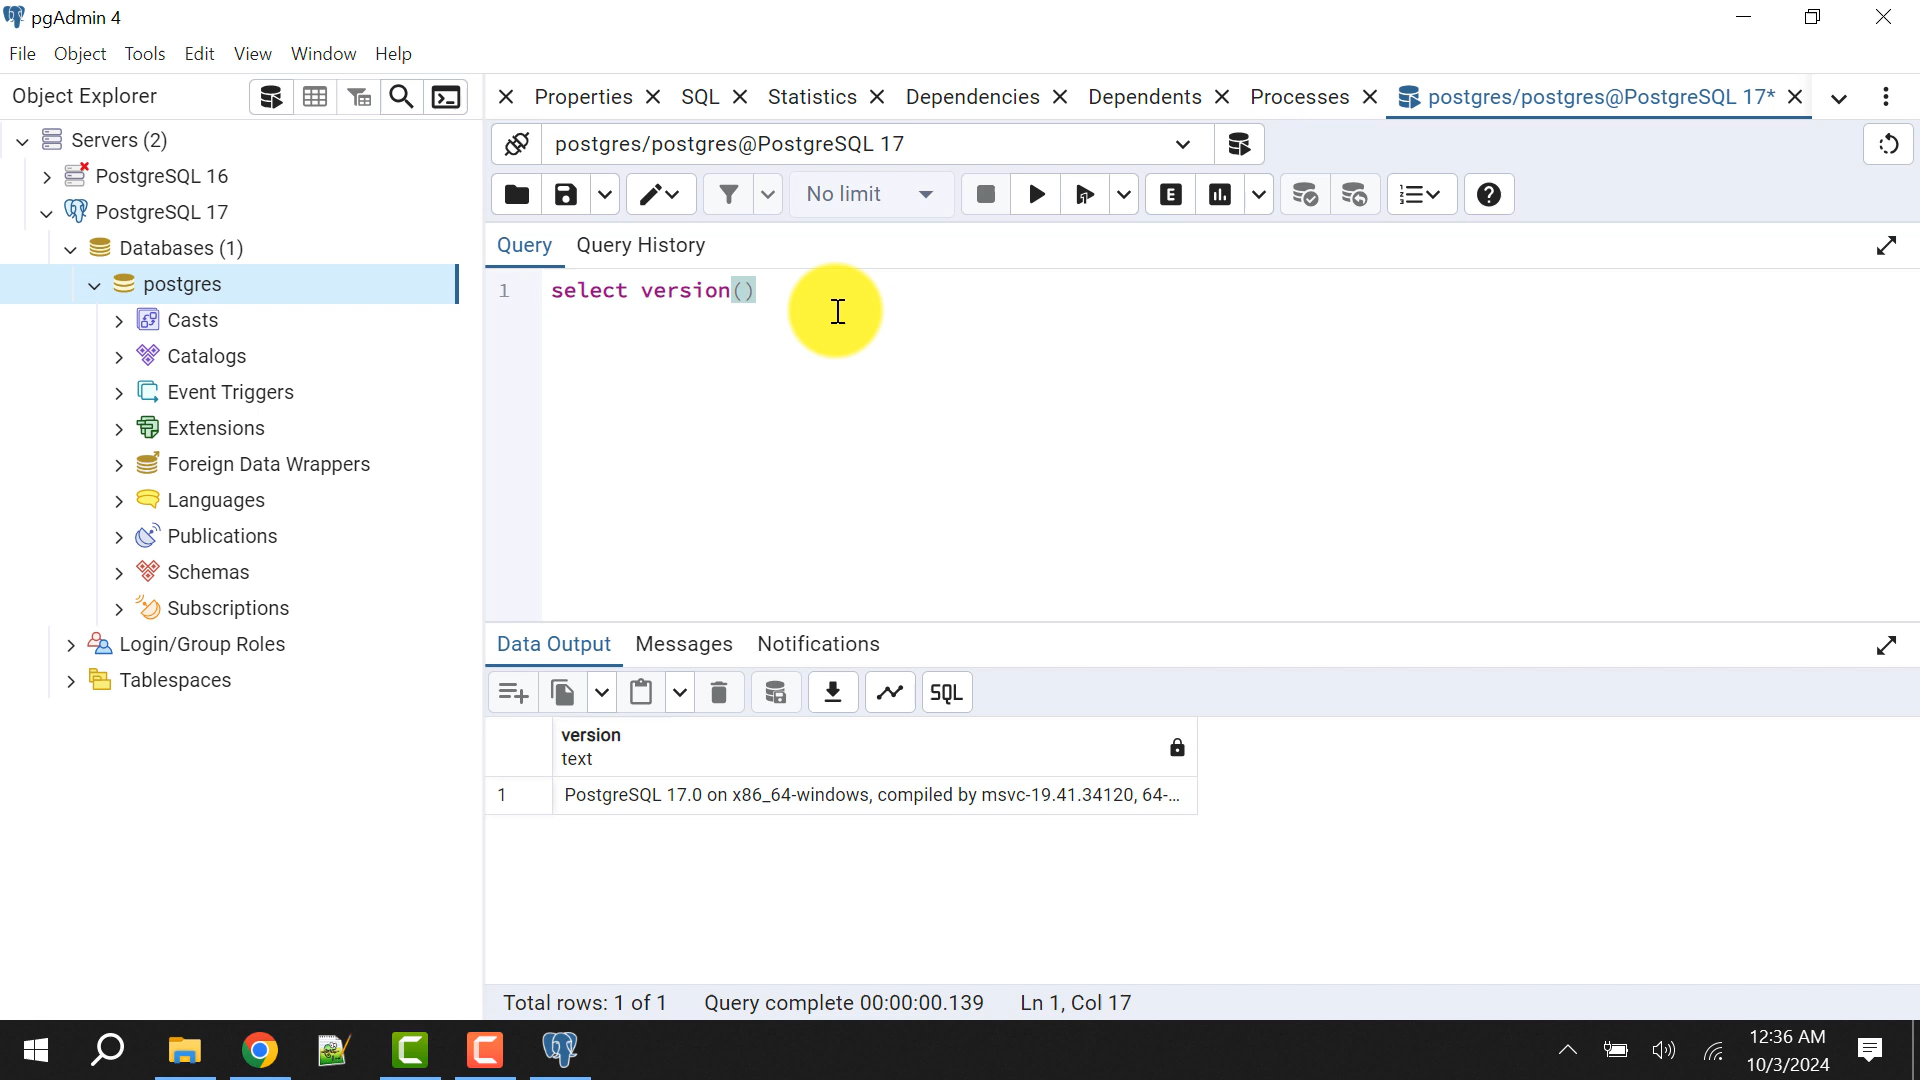 pgAdmin 4
File Object Tools Edit View Window Help
Object Explorer
Properties SQL Statistics Dependencies Dependents Processes postgres/postgres@PostgreSQL 17*
Servers (2)
PostgreSQL 16
PostgreSQL 17
Databases (1)
postgres
Casts
Catalogs
Event Triggers
Extensions
Foreign Data Wrappers
Languages
Publications
Schemas
Subscriptions
Login/Group Roles
Tablespaces
postgres/postgres@PostgreSQL 17
No limit
E
Query Query History
1 select version()
Data Output Messages Notifications
SQL
version
text
1 PostgreSQL 17.0 on x86_64-windows, compiled by msvc-19.41.34120, 64-...
Total rows: 1 of 1 Query complete 00:00:00.139 Ln 1, Col 17
12:36 AM
10/3/2024